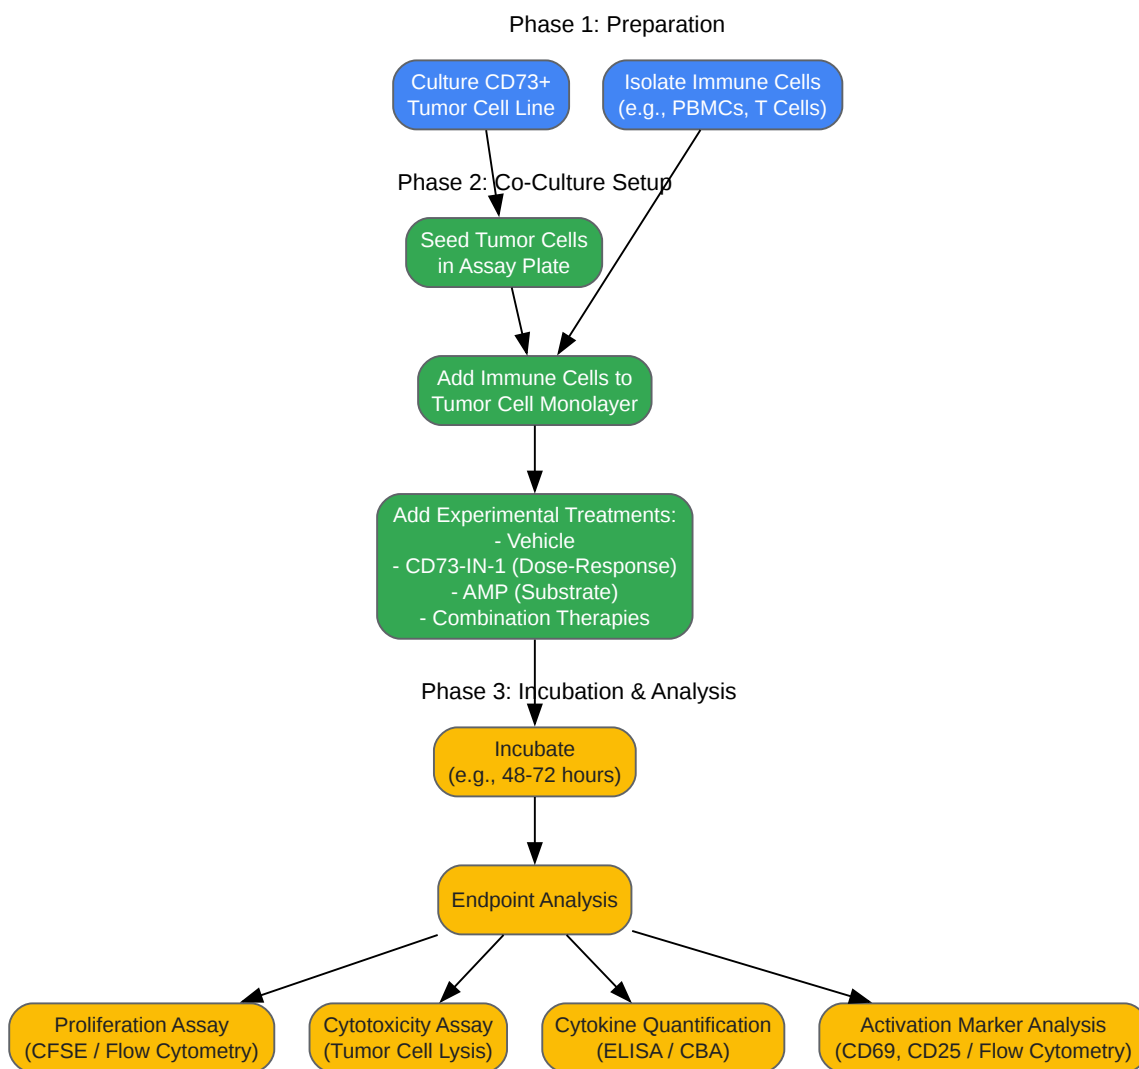 Phase 1: Preparation
Culture CD73+
Tumor Cell Line
Isolate Immune Cells
(e.g., PBMCs, T Cells)
Phase 2: Co-Culture Setup
Seed Tumor Cells
in Assay Plate
Add Immune Cells to
Tumor Cell Monolayer
Add Experimental Treatments:
- Vehicle
- CD73-IN-1 (Dose-Response)
- AMP (Substrate)
- Combination Therapies
Phase 3: Incubation & Analysis
Incubate
(e.g., 48-72 hours)
Endpoint Analysis
Proliferation Assay
(CFSE / Flow Cytometry)
Cytotoxicity Assay
(Tumor Cell Lysis)
Cytokine Quantification
(ELISA / CBA)
Activation Marker Analysis
(CD69, CD25 / Flow Cytometry)